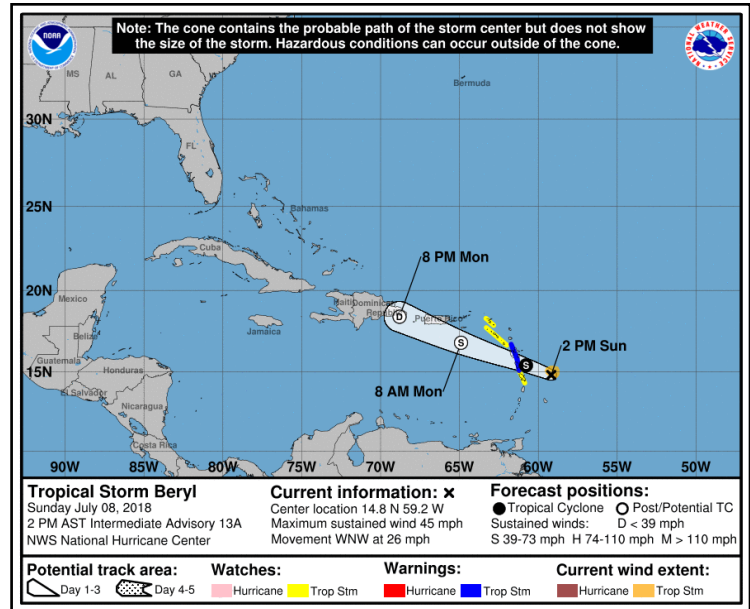 Note: The cone contains the probable path of the storm center but does not show
the size of the storm. Hazardous conditions can occur outside of the cone.
NOAA
NATIONAL WEATHER SERVICE
MS
AL
GA
Bermuda
30N
FL
25N
Bahamas
Cuba
8 PM Mon
20N
Mexico
Haiti
Dominican
Republic
D
Puerto Rico
Jamaica
Belize
S
2 PM Sun
S
15N
Guatemala
Honduras
8 AM Mon
El Salvador
Nicaragua
Costa Rica
90W 85W 80W 75W 70W 65W 60W 55W 50W
Tropical Storm Beryl
Sunday July 08, 2018
2 PM AST Intermediate Advisory 13A
NWS National Hurricane Center
Current information: x
Center location 14.8 N 59.2 W
Maximum sustained wind 45 mph
Movement WNW at 26 mph
Forecast positions:
Tropical Cyclone Post/Potential TC
Sustained winds: D < 39 mph
S 39-73 mph H 74-110 mph M > 110 mph
Potential track area:
Day 1-3 Day 4-5
Watches:
Hurricane Trop Stm
Warnings:
Hurricane Trop Stm
Current wind extent:
Hurricane Trop Stm